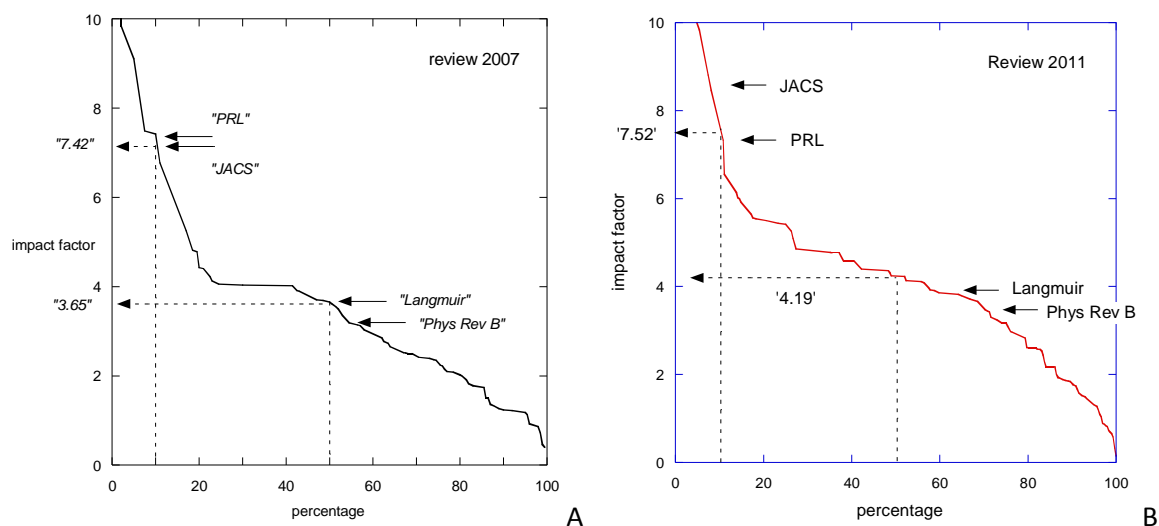 10
review 2007
8
"PRL"
"7.42"
"JACS"
6
impact factor
4
"Langmuir"
"3.65"
"Phys Rev B"
2
0
0 20 40 60 80 100
percentage
A
10
Review 2011
JACS
8
'7.52'
PRL
6
impact factor
4
Langmuir
'4.19'
Phys Rev B
2
0
0 20 40 60 80 100
percentage
B